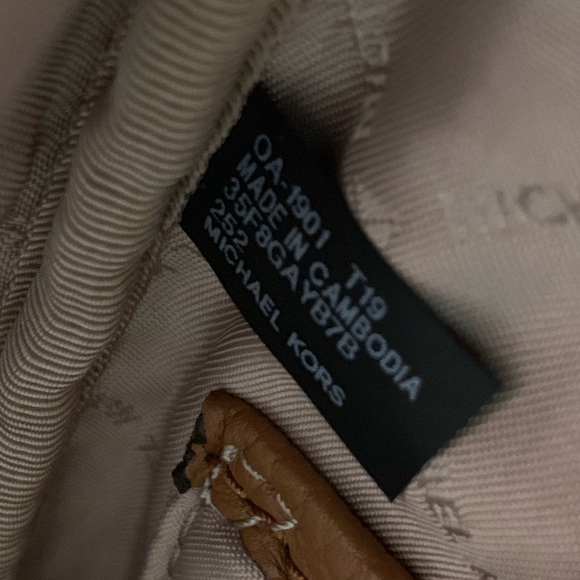 OA-1901 T19
MADE IN CAMBODIA
35F8GAYB7B
252
MICHAEL KORS